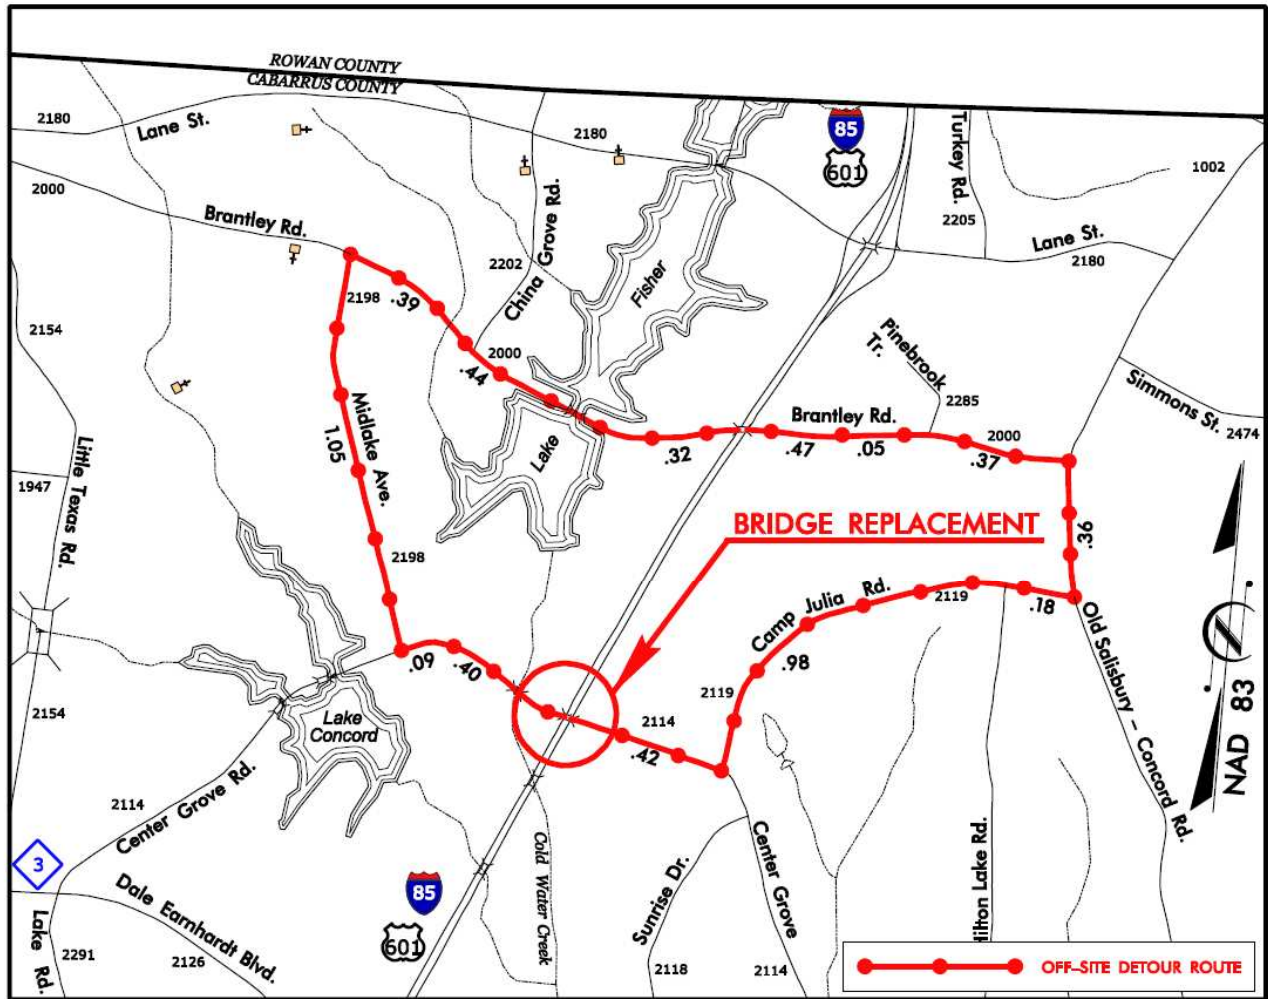 ROWAN COUNTY
CABARRUS COUNTY
2180
Lane St.
2180
85
601
Turkey Rd.
1002
2000
Brantley Rd.
China Grove Rd.
2205
Lane St.
2180
2202
Fisher
2198
.39
2154
2000
.44
Pinebrook
Tr.
2285
Simmons St.
2474
Midlake Ave.
1.05
Lake
.32
Brantley Rd.
.47
.05
2000
.37
Little Texas Rd.
1947
BRIDGE REPLACEMENT
.36
2198
Camp Julia Rd.
2119
.18
.98
Old Salisbury - Concord Rd.
NAD 83
.09
.40
2119
2154
Lake
Concord
2114
.42
2114
Center Grove Rd.
3
Dale Earnhardt Blvd.
85
601
Cold Water Creek
Sunrise Dr.
Center Grove
Hilton Lake Rd.
Lake Rd.
2291
2126
2118
2114
OFF-SITE DETOUR ROUTE